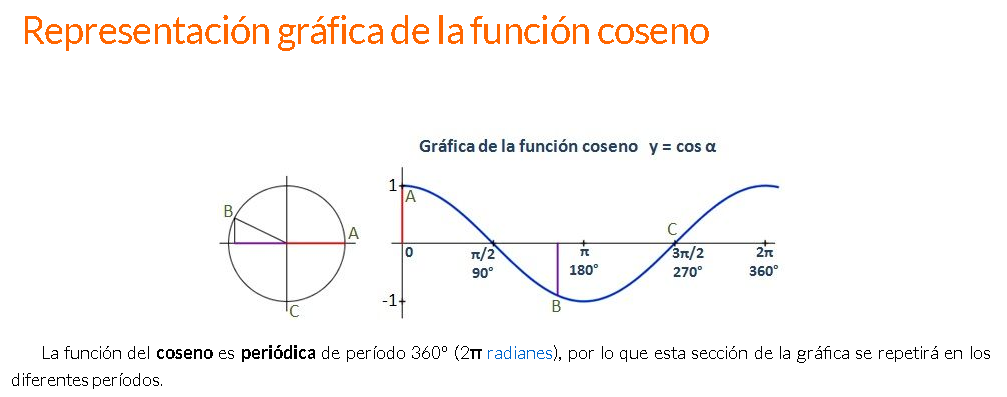 Representación gráfica de la función coseno
Gráfica de la función coseno y = cos α
1
A
B
A
C
0
π/2
90°
π
180°
C
3π/2
270°
2π
360°
-1
B
C
La función del coseno es periódica de período 360º (2π radianes), por lo que esta sección de la gráfica se repetirá en los
diferentes períodos.